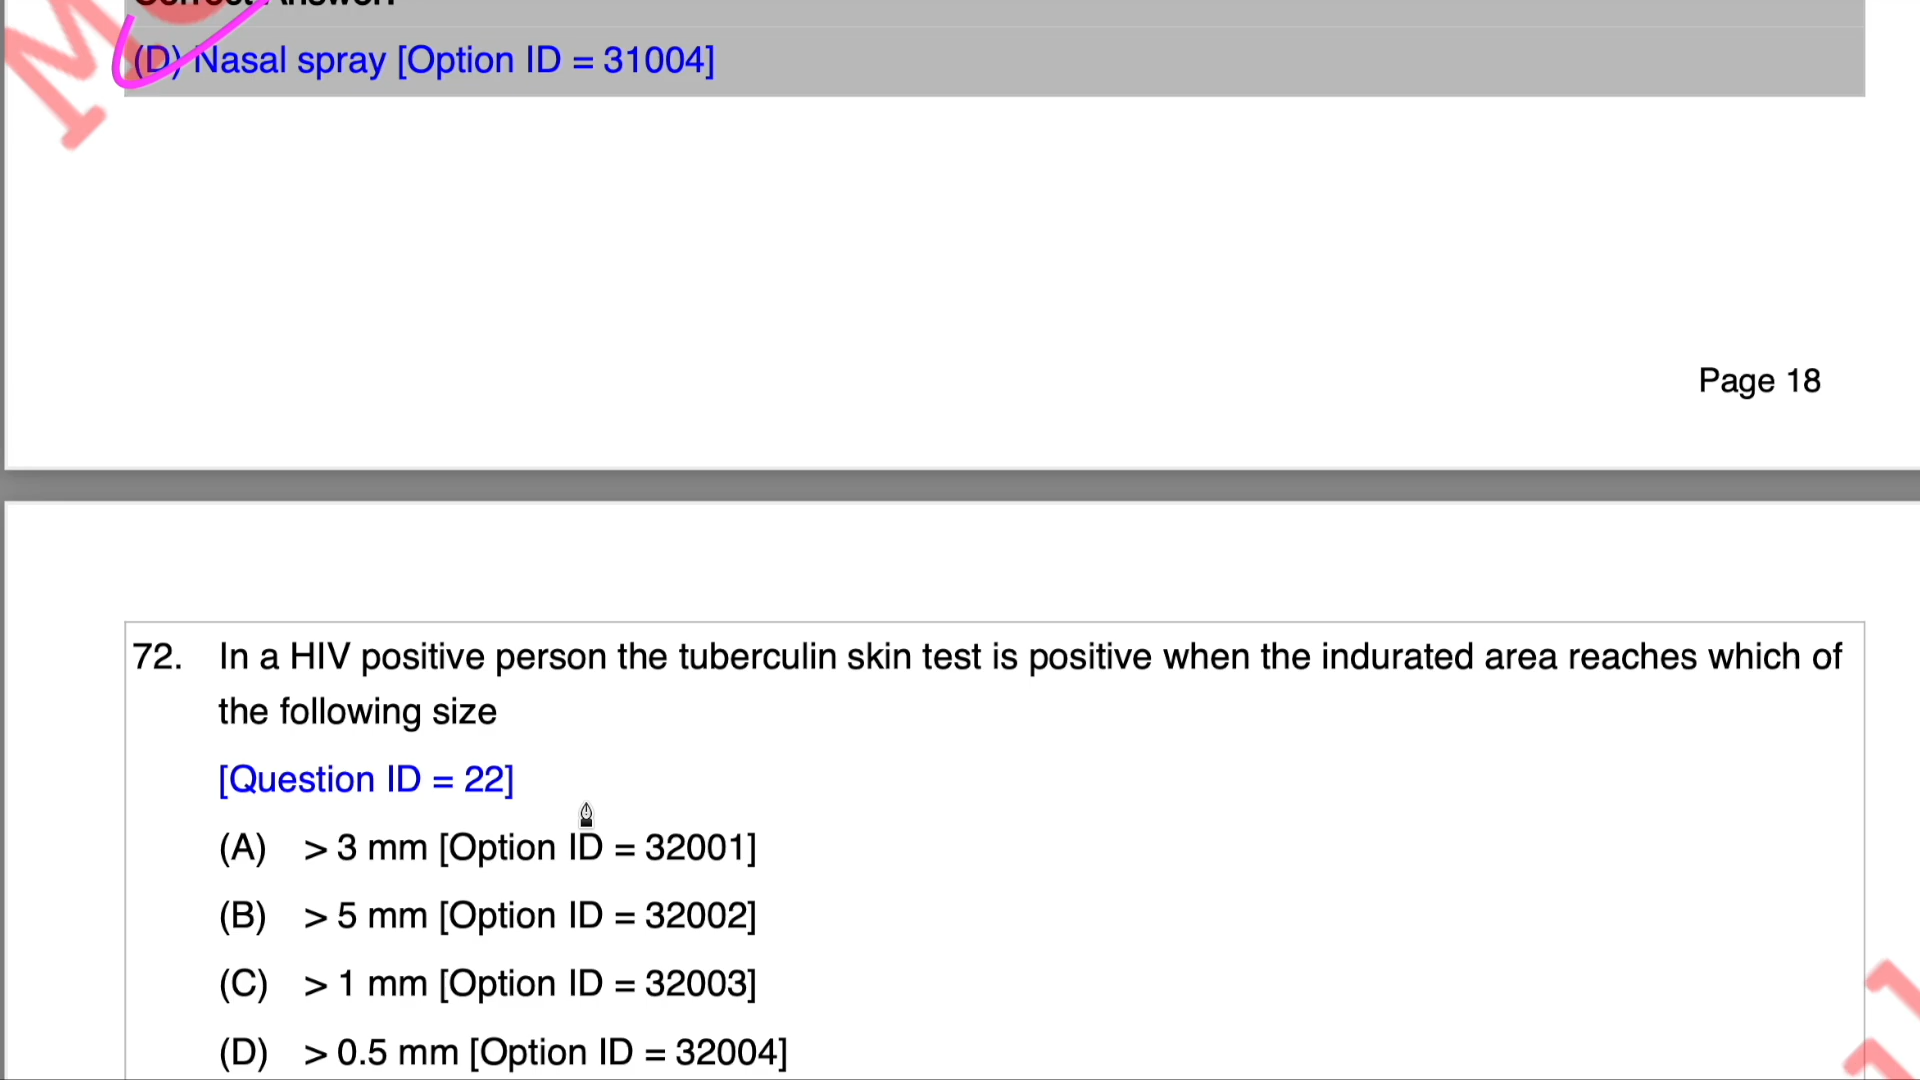 Correct Answer:
(D) Nasal spray [Option ID = 31004]
Page 18
72. In a HIV positive person the tuberculin skin test is positive when the indurated area reaches which of
the following size
[Question ID = 22]
(A) > 3 mm [Option ID = 32001]
(B) > 5 mm [Option ID = 32002]
(C) > 1 mm [Option ID = 32003]
(D) > 0.5 mm [Option ID = 32004]